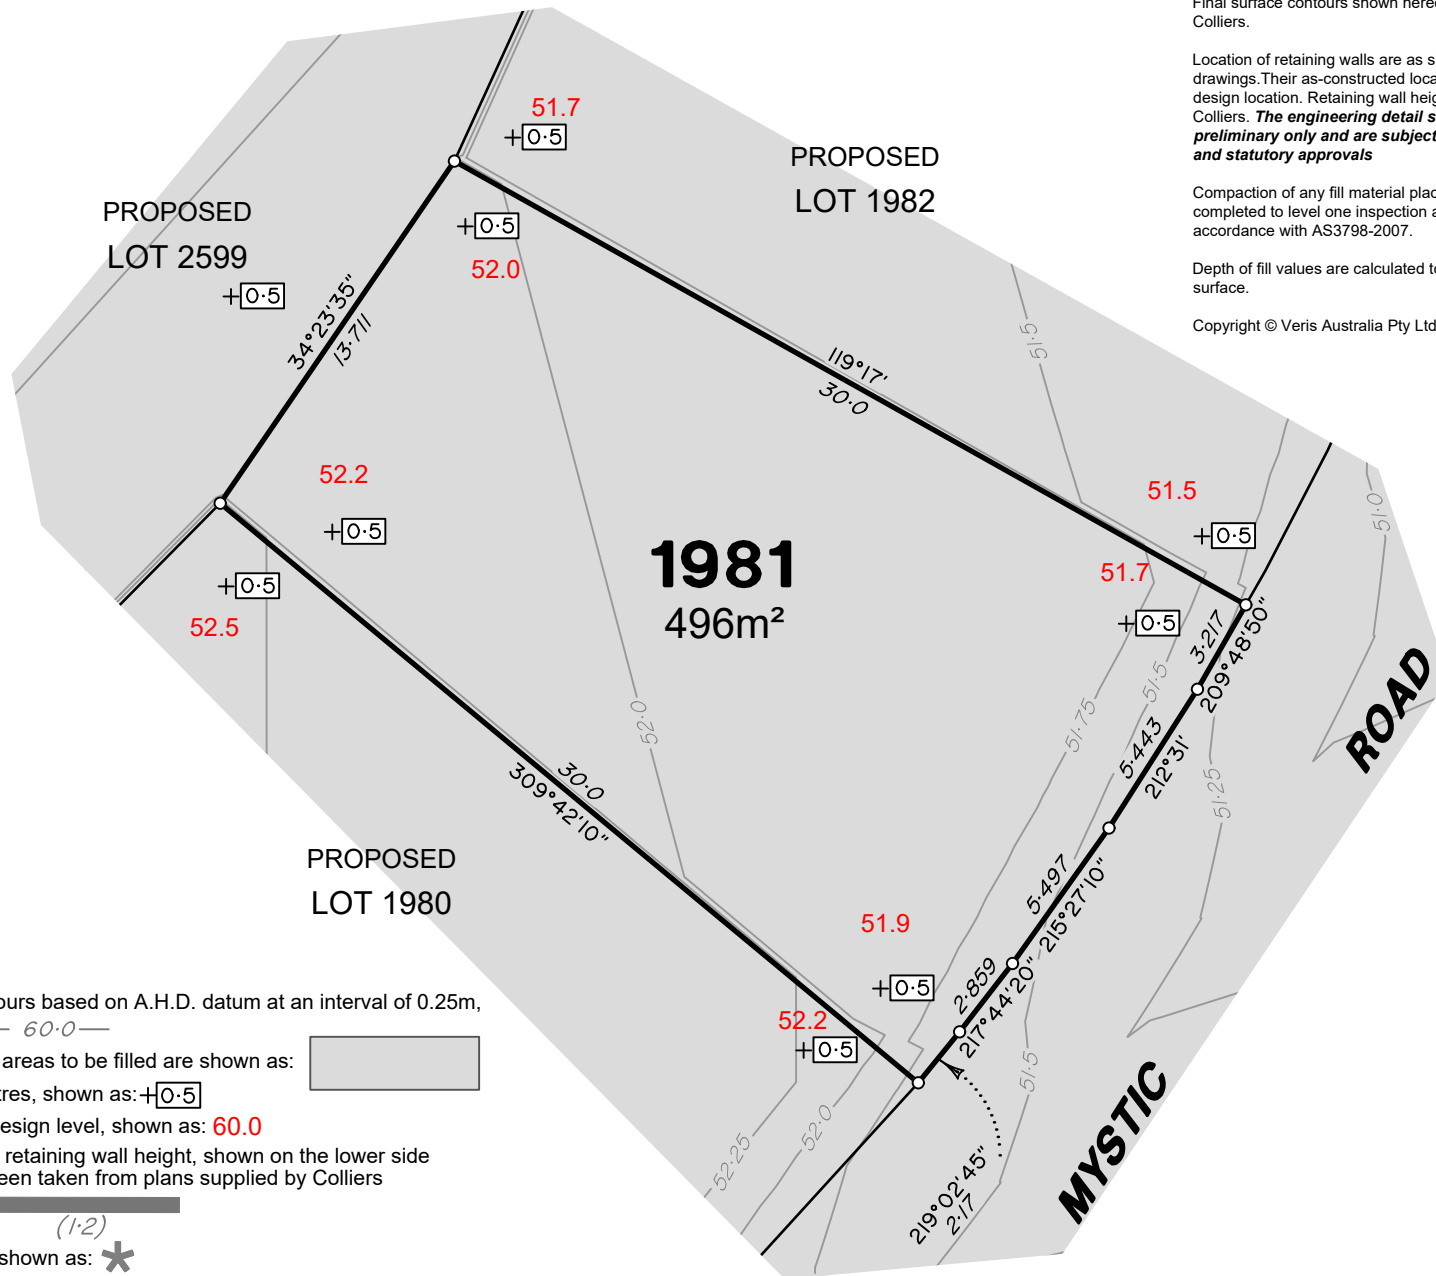 Final surface contours shown here
Colliers.
Location of retaining walls are as s
drawings.Their as-constructed loca
design location. Retaining wall heig
Colliers. The engineering detail s
preliminary only and are subject
and statutory approvals
Compaction of any fill material plac
completed to level one inspection a
accordance with AS3798-2007.
Depth of fill values are calculated to
surface.
Copyright © Veris Australia Pty Ltd
51.7
+0·5
PROPOSED
LOT 1982
PROPOSED
LOT 2599
+0·5
+0·5
52.0
34°23'35"
13·711
119°17'
30·0
51·5
52.2
+0·5
51.5
+0·5
51·0
51.7
+0·5
1981
496m²
+0·5
52.5
3·217
209°48'50"
51·5
51·75
52·0
5·443
212°31'
51·25
ROAD
30·0
309°42'10"
PROPOSED
LOT 1980
5·497
215°27'10"
51.9
+0·5
2·859
217°44'20"
52.2
+0·5
51·5
52·0
52·25
219°02'45"
2·17
MYSTIC
ours based on A.H.D. datum at an interval of 0.25m,
60·0
areas to be filled are shown as:
tres, shown as: +0·5
esign level, shown as: 60.0
retaining wall height, shown on the lower side
een taken from plans supplied by Colliers
(1·2)
shown as: